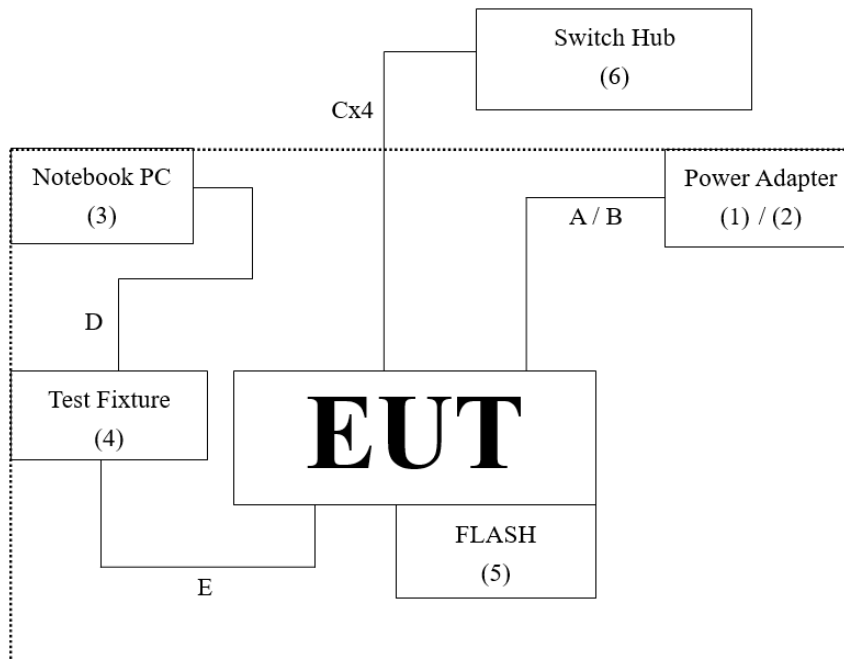 Switch Hub
(6)
Cx4
Notebook PC
(3)
Power Adapter
(1) / (2)
A / B
D
Test Fixture
(4)
EUT
FLASH
(5)
E